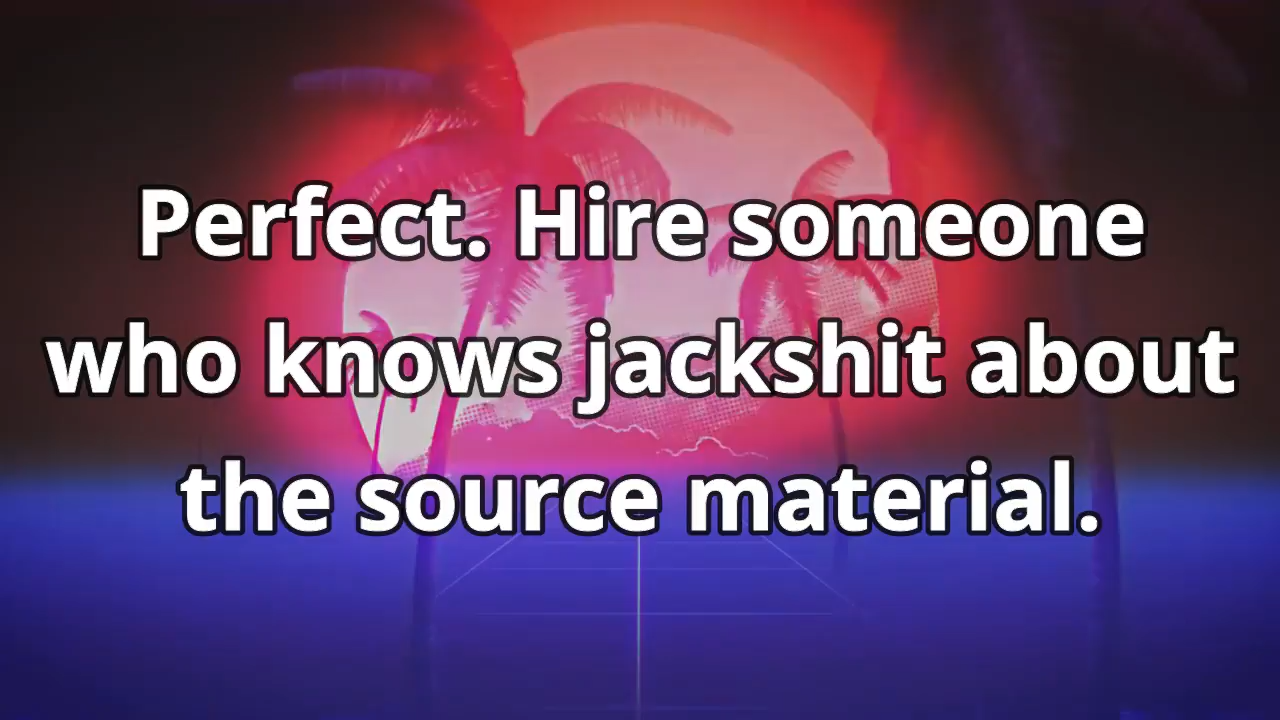 Perfect. Hire someone
who knows jackshit about
the source material.